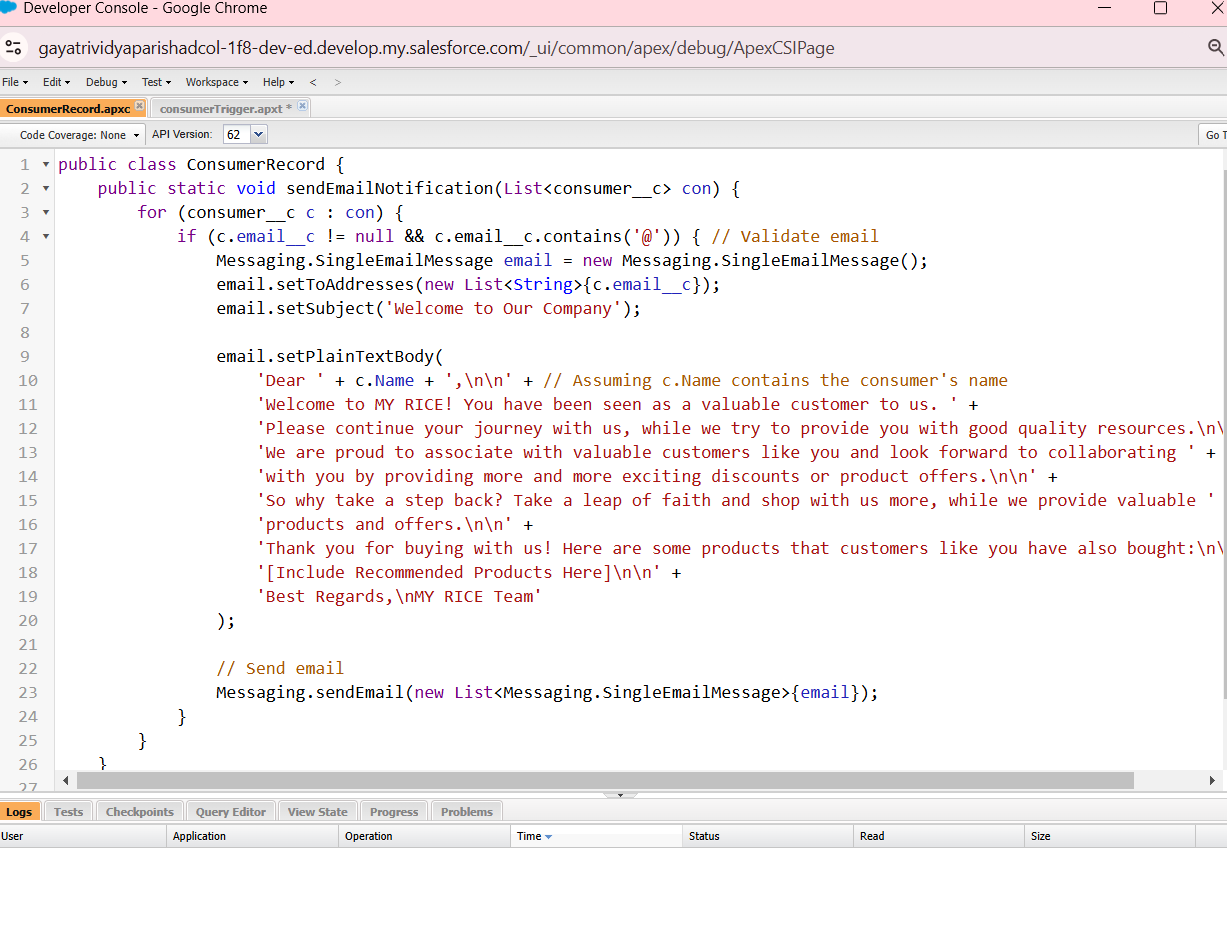 Developer Console - Google Chrome
gayatrividyaparishadcol-1f8-dev-ed.develop.my.salesforce.com/_ui/common/apex/debug/ApexCSIPage
File Edit Debug Test Workspace Help < >
ConsumerRecord.apxc consumerTrigger.apxt *
Code Coverage: None API Version: 62 Go T
1 public class ConsumerRecord {
2 public static void sendEmailNotification(List<consumer__c> con) {
3 for (consumer__c c : con) {
4 if (c.email__c != null && c.email__c.contains('@')) { // Validate email
5 Messaging.SingleEmailMessage email = new Messaging.SingleEmailMessage();
6 email.setToAddresses(new List<String>{c.email__c});
7 email.setSubject('Welcome to Our Company');
8
9 email.setPlainTextBody(
10 'Dear ' + c.Name + ',\n\n' + // Assuming c.Name contains the consumer's name
11 'Welcome to MY RICE! You have been seen as a valuable customer to us. ' +
12 'Please continue your journey with us, while we try to provide you with good quality resources.\n\
13 'We are proud to associate with valuable customers like you and look forward to collaborating ' +
14 'with you by providing more and more exciting discounts or product offers.\n\n' +
15 'So why take a step back? Take a leap of faith and shop with us more, while we provide valuable '
16 'products and offers.\n\n' +
17 'Thank you for buying with us! Here are some products that customers like you have also bought:\n\
18 '[Include Recommended Products Here]\n\n' +
19 'Best Regards,\nMY RICE Team'
20 );
21
22 // Send email
23 Messaging.sendEmail(new List<Messaging.SingleEmailMessage>{email});
24 }
25 }
26 }
27
Logs Tests Checkpoints Query Editor View State Progress Problems
User Application Operation Time Status Read Size